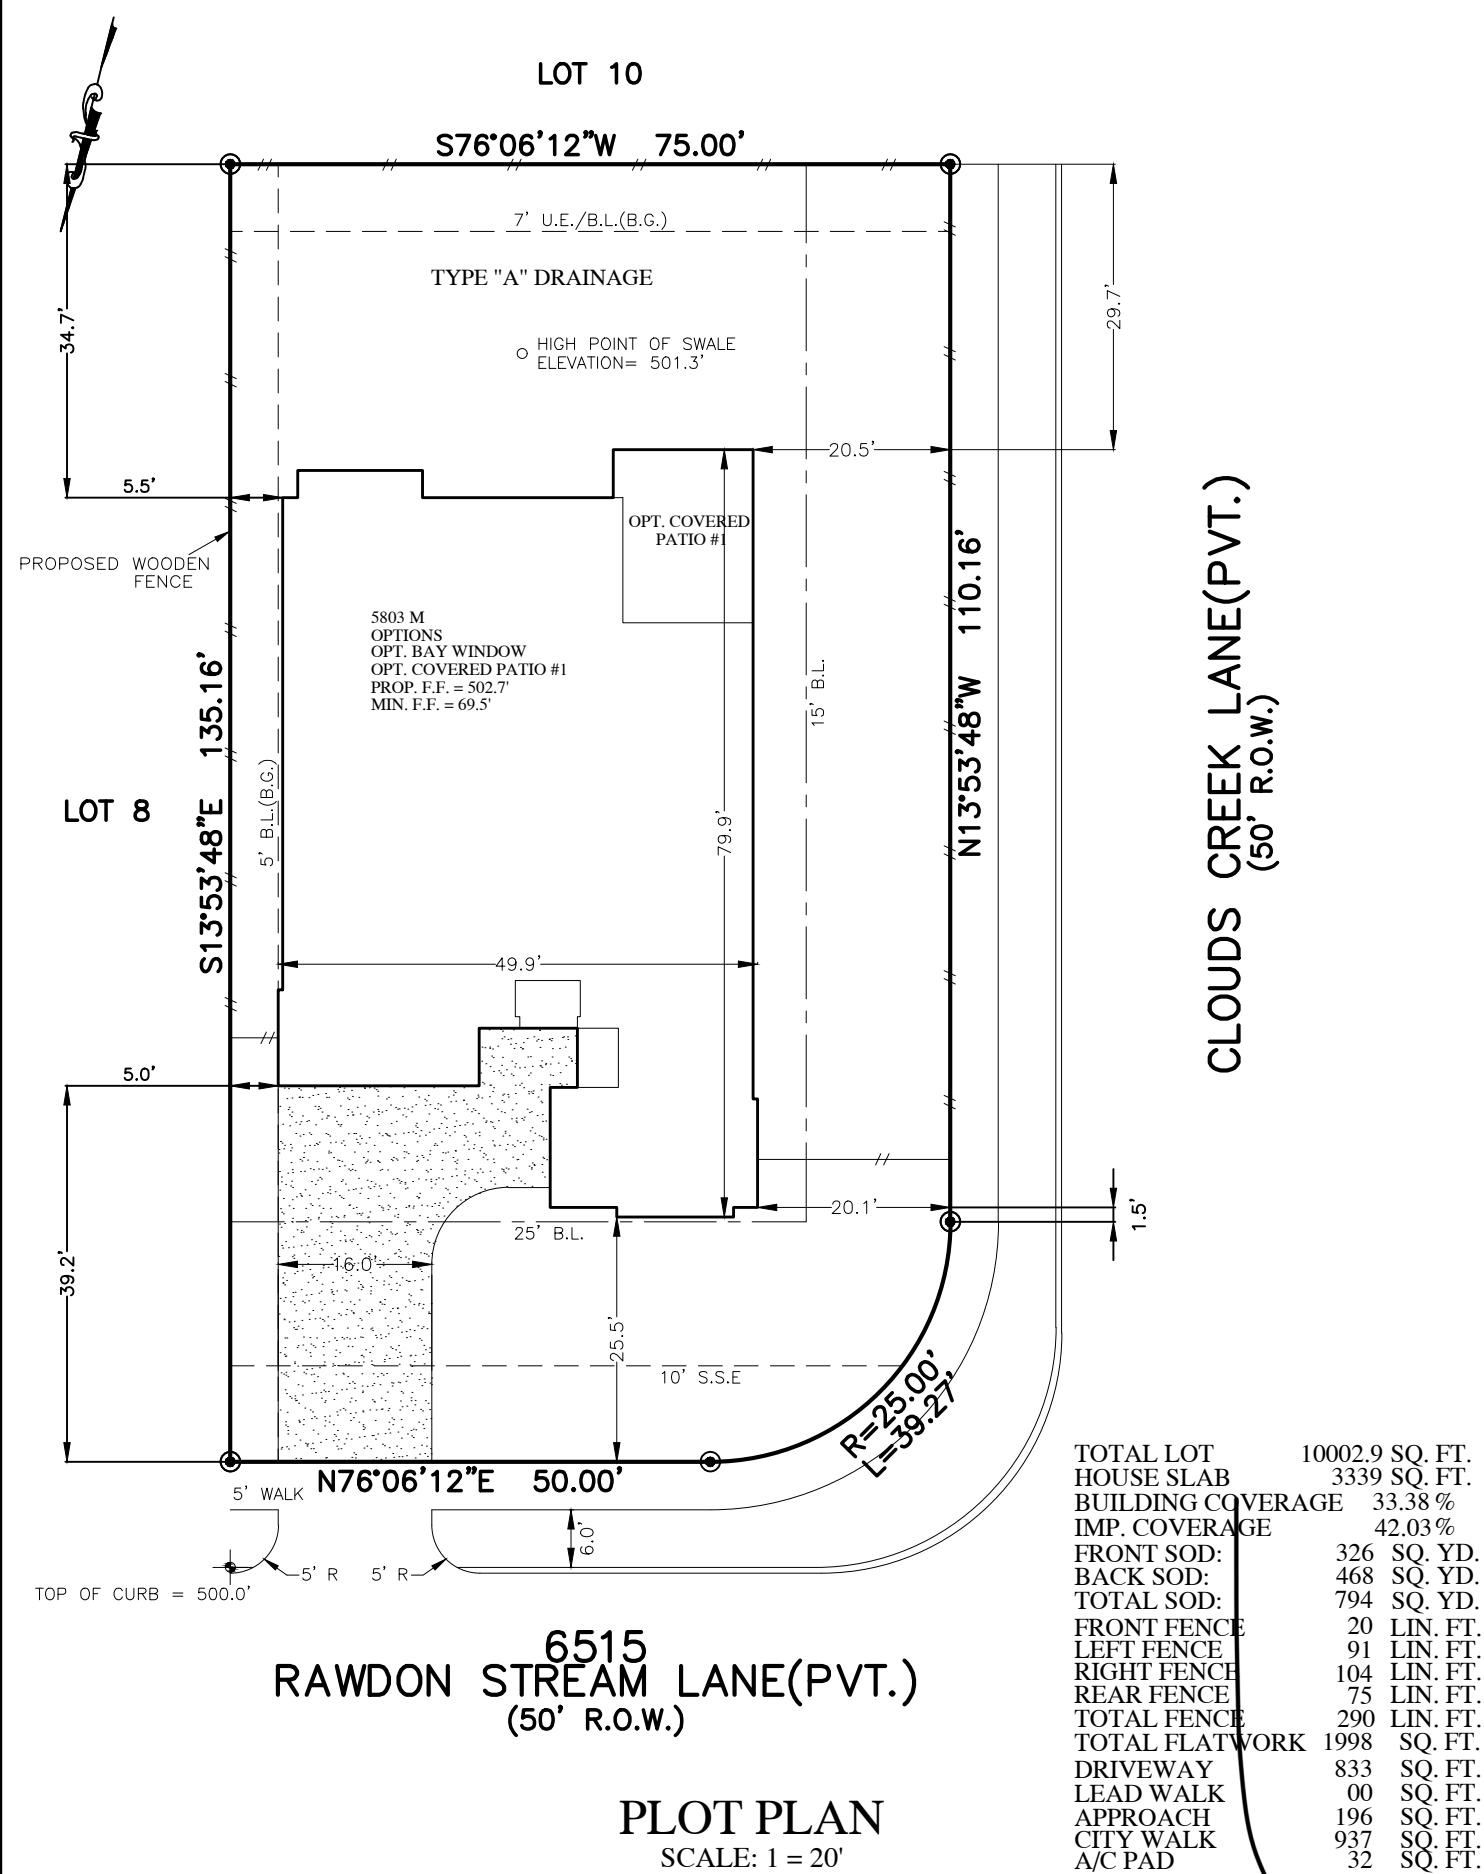 LOT 10
S76°06'12"W 75.00'
7' U.E./B.L.(B.G.)
TYPE "A" DRAINAGE
HIGH POINT OF SWALE
ELEVATION= 501.3'
34.7'
29.7'
20.5'
5.5'
OPT. COVERED
PATIO #1
PROPOSED WOODEN
FENCE
5803 M
OPTIONS
OPT. BAY WINDOW
OPT. COVERED PATIO #1
PROP. F.F. = 502.7'
MIN. F.F. = 69.5'
S13°53'48"E 135.16'
5' B.L.(B.G.)
LOT 8
79.9'
15' B.L.
N13°53'48"W 110.16'
CLOUDS CREEK LANE(PVT.)
(50' R.O.W.)
49.9'
5.0'
20.1'
1.5'
25' B.L.
16.0'
39.2'
25.5'
10' S.S.E
R=25.00'
L=39.27'
N76°06'12"E 50.00'
5' WALK
6.0'
5' R
5' R
TOP OF CURB = 500.0'
6515
RAWDON STREAM LANE(PVT.)
(50' R.O.W.)
PLOT PLAN
SCALE: 1 = 20'
TOTAL LOT 10002.9 SQ. FT.
HOUSE SLAB 3339 SQ. FT.
BUILDING COVERAGE 33.38 %
IMP. COVERAGE 42.03 %
FRONT SOD: 326 SQ. YD.
BACK SOD: 468 SQ. YD.
TOTAL SOD: 794 SQ. YD.
FRONT FENCE 20 LIN. FT.
LEFT FENCE 91 LIN. FT.
RIGHT FENCE 104 LIN. FT.
REAR FENCE 75 LIN. FT.
TOTAL FENCE 290 LIN. FT.
TOTAL FLATWORK 1998 SQ. FT.
DRIVEWAY 833 SQ. FT.
LEAD WALK 00 SQ. FT.
APPROACH 196 SQ. FT.
CITY WALK 937 SQ. FT.
A/C PAD 32 SQ. FT.